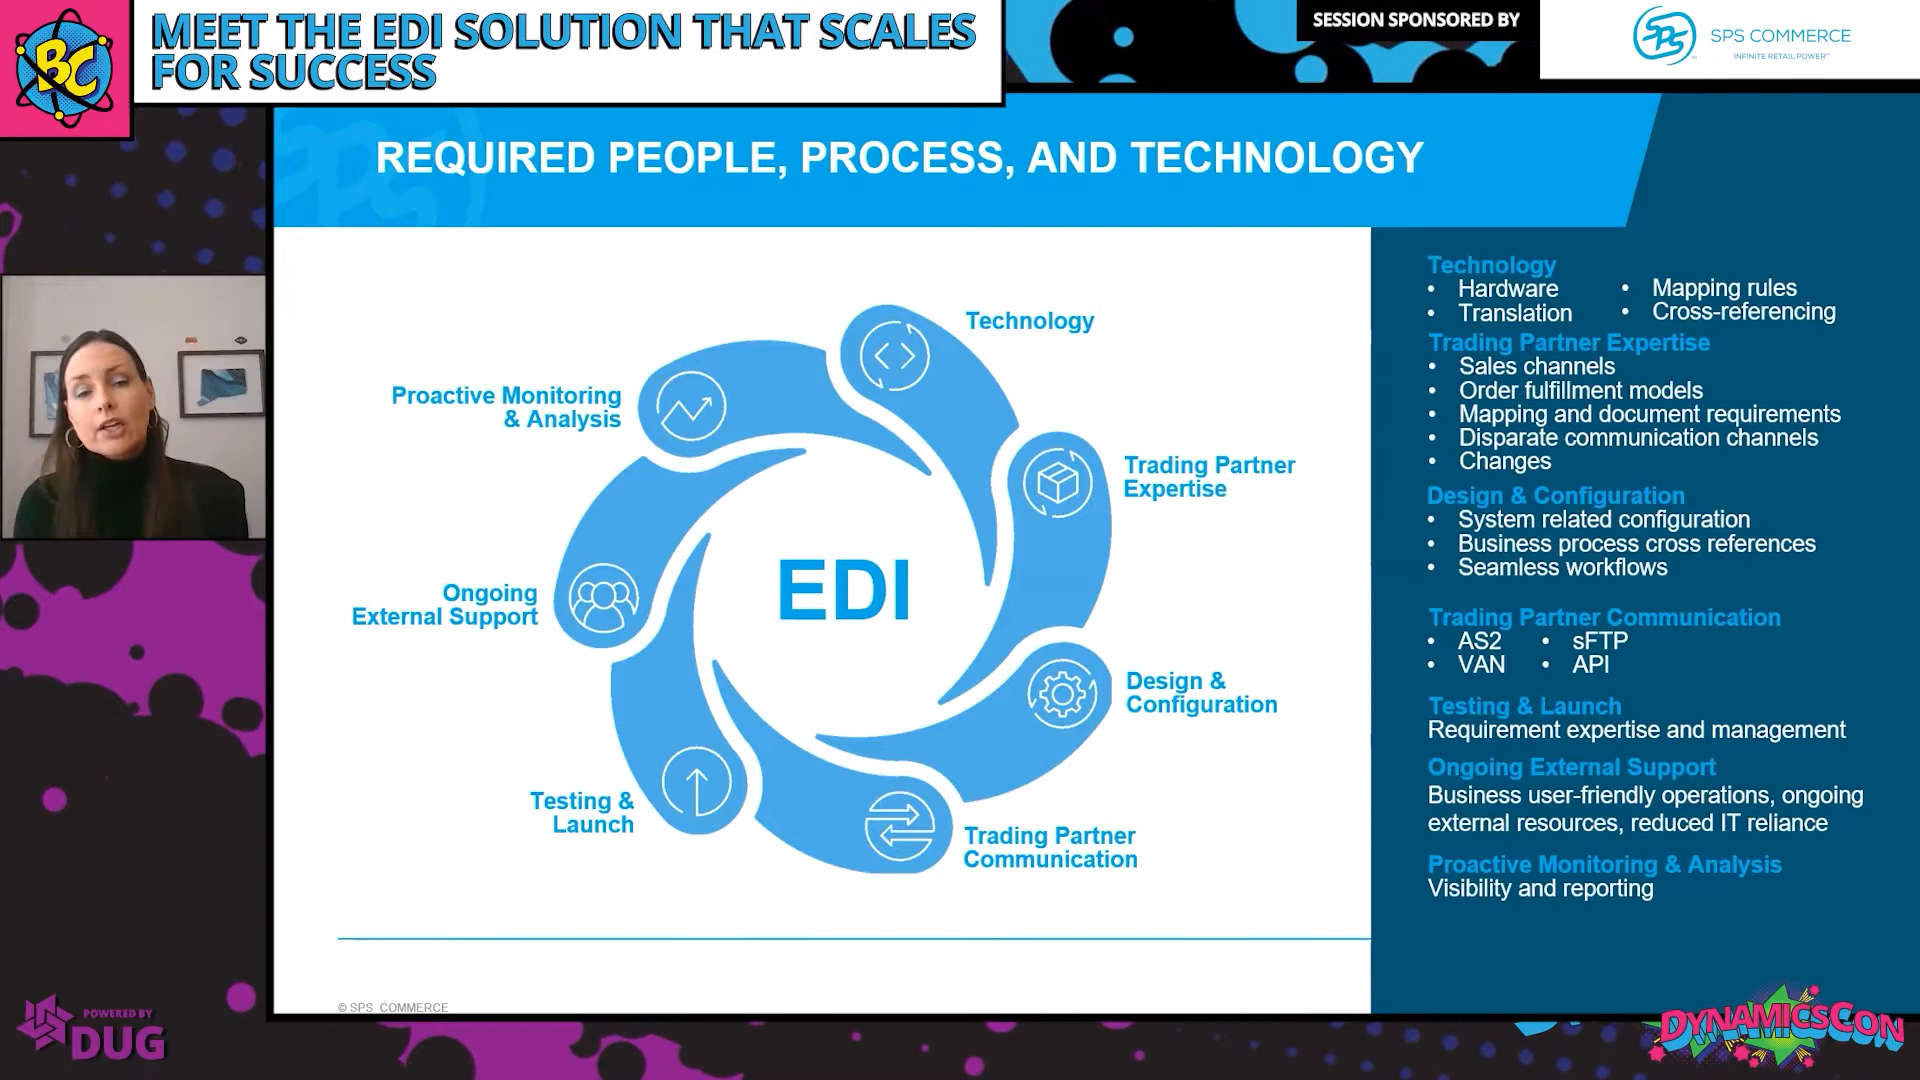 BC
MEET THE EDI SOLUTION THAT SCALES
FOR SUCCESS
SESSION SPONSORED BY
SPS
SPS COMMERCE
INFINITE RETAIL POWER™
REQUIRED PEOPLE, PROCESS, AND TECHNOLOGY
Technology
Proactive Monitoring
& Analysis
Trading Partner
Expertise
EDI
Ongoing
External Support
Design &
Configuration
Testing &
Launch
Trading Partner
Communication
Technology
• Hardware • Mapping rules
• Translation • Cross-referencing
Trading Partner Expertise
• Sales channels
• Order fulfillment models
• Mapping and document requirements
• Disparate communication channels
• Changes
Design & Configuration
• System related configuration
• Business process cross references
• Seamless workflows
Trading Partner Communication
• AS2 • sFTP
• VAN • API
Testing & Launch
Requirement expertise and management
Ongoing External Support
Business user-friendly operations, ongoing
external resources, reduced IT reliance
Proactive Monitoring & Analysis
Visibility and reporting
© SPS COMMERCE
POWERED BY
DUG
DYNAMICSCON